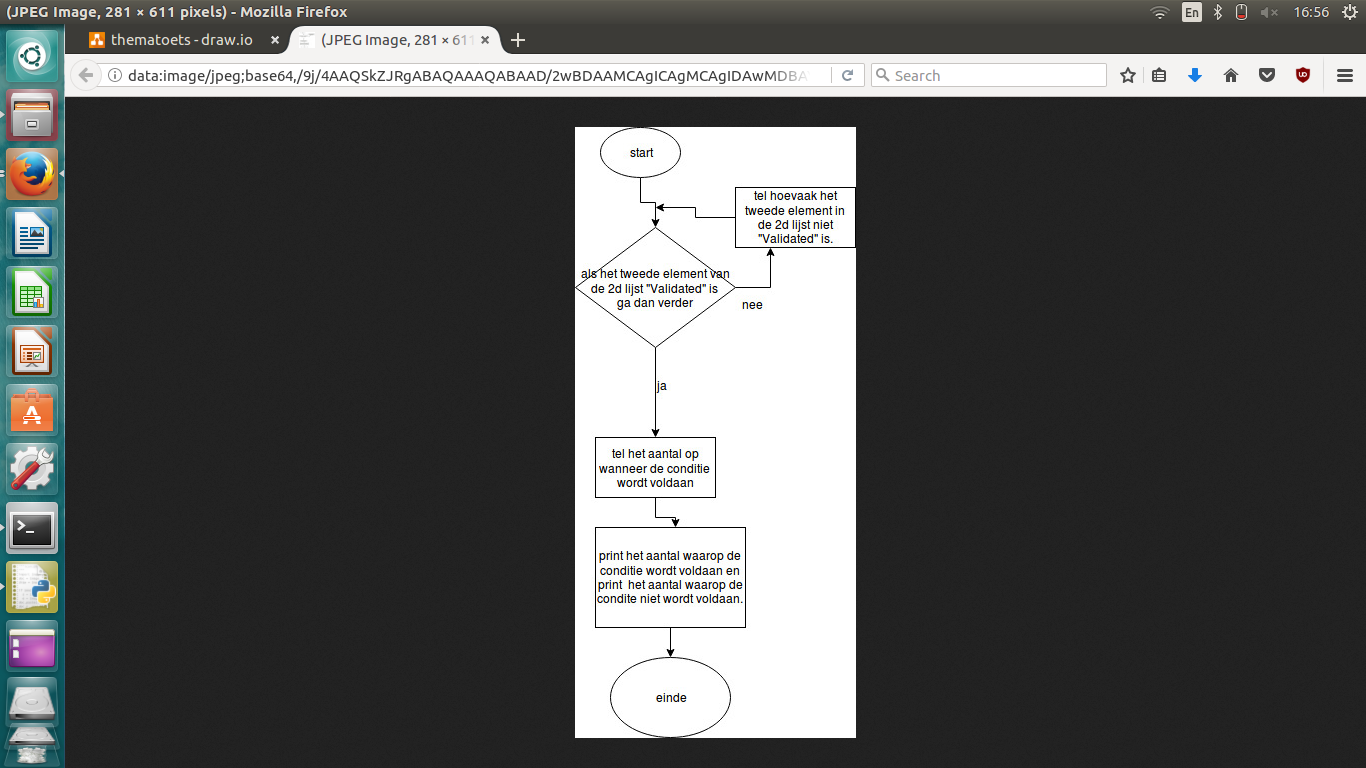 (JPEG Image, 281 × 611 pixels) - Mozilla Firefox
En
16:56
thematoets - draw.io
(JPEG Image, 281 × 611
data:image/jpeg;base64,/9j/4AAQSkZJRgABAQAAAQABAAD/2wBDAAMCAgICAgMCAgIDAwMDBA
Search
start
tel hoevaak het
tweede element in
de 2d lijst niet
"Validated" is.
als het tweede element van
de 2d lijst "Validated" is
ga dan verder
nee
ja
tel het aantal op
wanneer de conditie
wordt voldaan
print het aantal waarop de
conditie wordt voldaan en
print het aantal waarop de
condite niet wordt voldaan.
einde